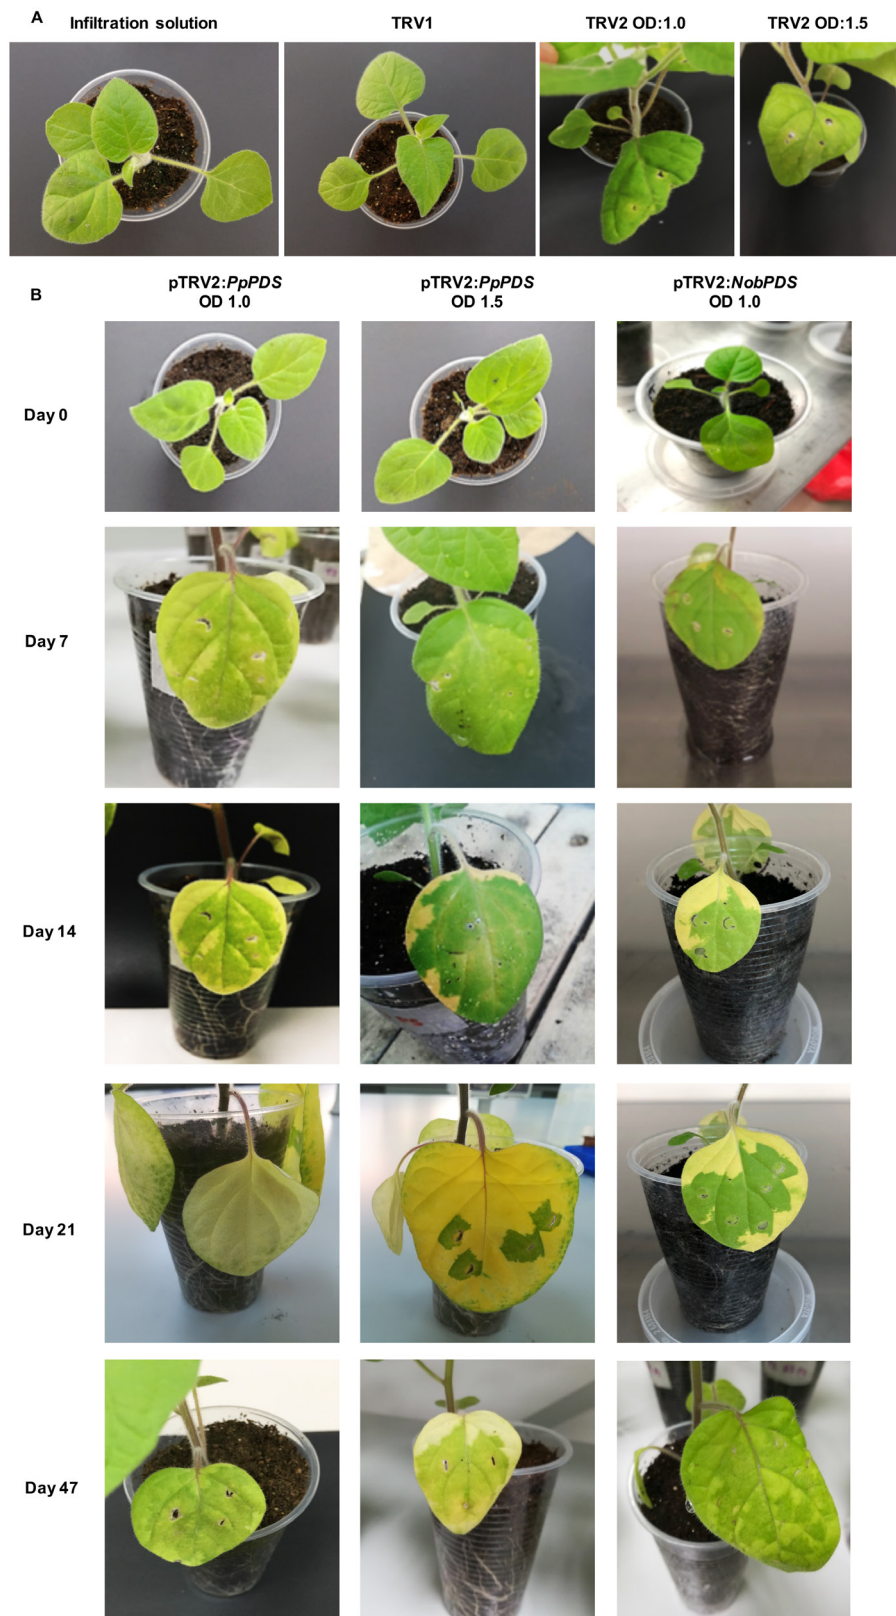 A
Infiltration solution
TRV1
TRV2 OD:1.0
TRV2 OD:1.5
B
pTRV2:PpPDS
OD 1.0
pTRV2:PpPDS
OD 1.5
pTRV2:NobPDS
OD 1.0
Day 0
Day 7
Day 14
Day 21
Day 47